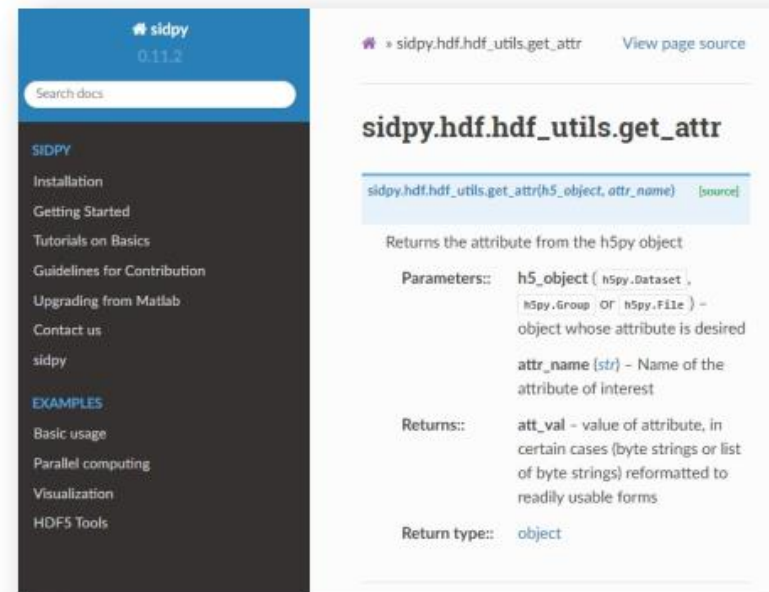 sidpy
0.11.2
Search docs
SIDPY
Installation
Getting Started
Tutorials on Basics
Guidelines for Contribution
Upgrading from Matlab
Contact us
sidpy
EXAMPLES
Basic usage
Parallel computing
Visualization
HDF5 Tools
» sidpy.hdf.hdf_utils.get_attr View page source
sidpy.hdf.hdf_utils.get_attr
sidpy.hdf.hdf_utils.get_attr(h5_object, attr_name) [source]
Returns the attribute from the h5py object
Parameters:: h5_object ( h5py.Dataset ,
h5py.Group or h5py.File ) –
object whose attribute is desired
attr_name (str) – Name of the
attribute of interest
Returns:: att_val – value of attribute, in
certain cases (byte strings or list
of byte strings) reformatted to
readily usable forms
Return type:: object